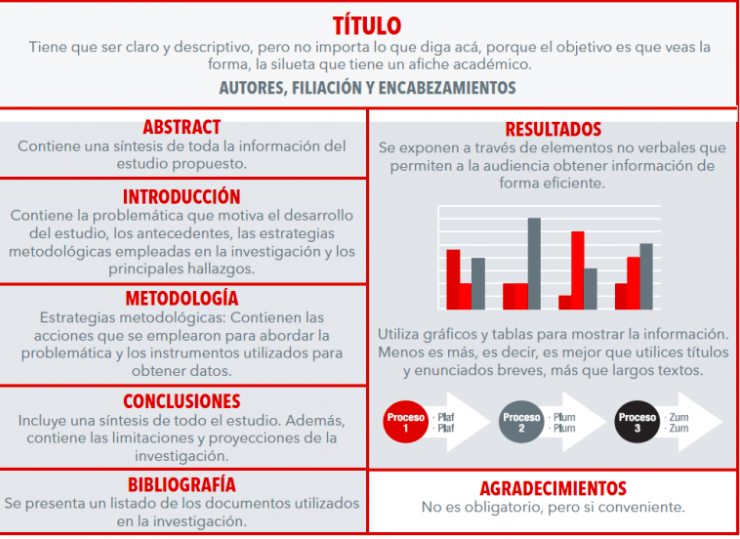 TÍTULO
Tiene que ser claro y descriptivo, pero no importa lo que diga acá, porque el objetivo es que veas la
forma, la silueta que tiene un afiche académico.
AUTORES, FILIACIÓN Y ENCABEZAMIENTOS
ABSTRACT
Contiene una síntesis de toda la información del
estudio propuesto.
INTRODUCCIÓN
Contiene la problemática que motiva el desarrollo
del estudio, los antecedentes, las estrategias
metodológicas empleadas en la investigación y los
principales hallazgos.
METODOLOGÍA
Estrategias metodológicas: Contienen las
acciones que se emplearon para abordar la
problemática y los instrumentos utilizados para
obtener datos.
CONCLUSIONES
Incluye una síntesis de todo el estudio. Además,
contiene las limitaciones y proyecciones de la
investigación.
BIBLIOGRAFÍA
Se presenta un listado de los documentos utilizados
en la investigación.
RESULTADOS
Se exponen a través de elementos no verbales que
permiten a la audiencia obtener información de
forma eficiente.
Utiliza gráficos y tablas para mostrar la información.
Menos es más, es decir, es mejor que utilices títulos
y enunciados breves, más que largos textos.
Proceso
1
· Plaf
· Plaf
Proceso
2
· Plum
· Plum
Proceso
3
· Zum
· Zum
AGRADECIMIENTOS
No es obligatorio, pero si conveniente.